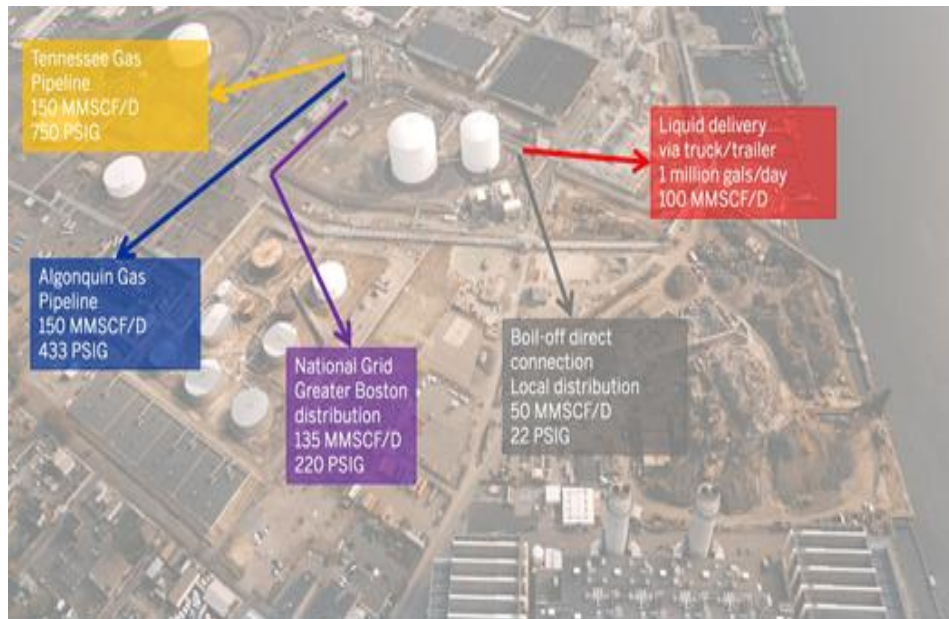 Tennessee Gas
Pipeline
150 MMSCF/D
750 PSIG
Liquid delivery
via truck/trailer
1 million gals/day
100 MMSCF/D
Algonquin Gas
Pipeline
150 MMSCF/D
433 PSIG
National Grid
Greater Boston
distribution
135 MMSCF/D
220 PSIG
Boil-off direct
connection
Local distribution
50 MMSCF/D
22 PSIG